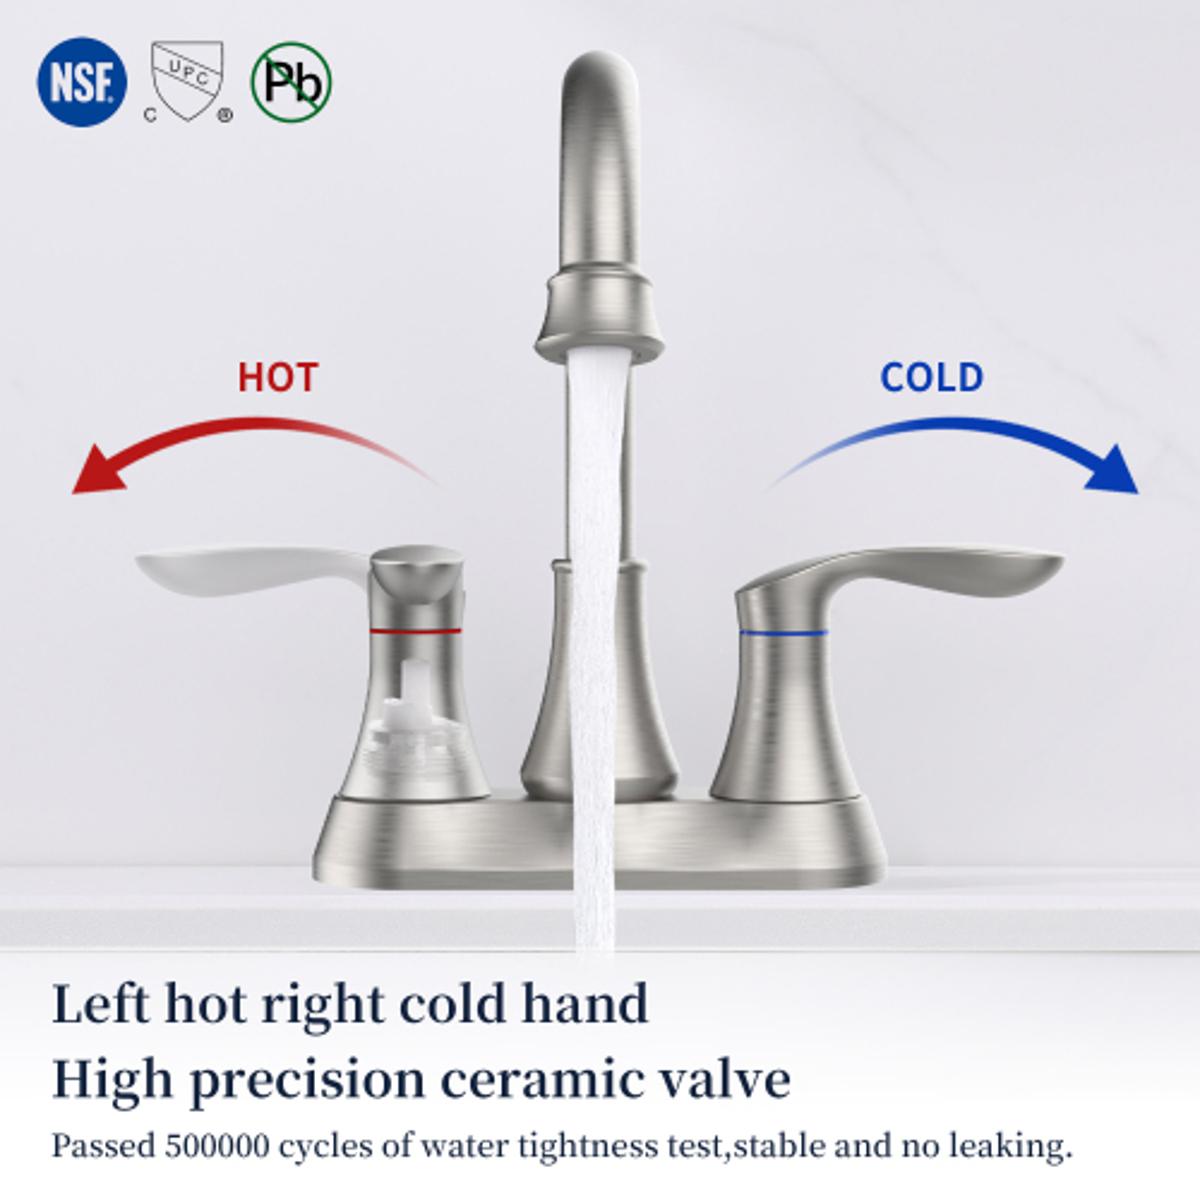 NSF.
UPC
C ®
Pb
HOT
COLD
Left hot right cold hand
High precision ceramic valve
Passed 500000 cycles of water tightness test,stable and no leaking.